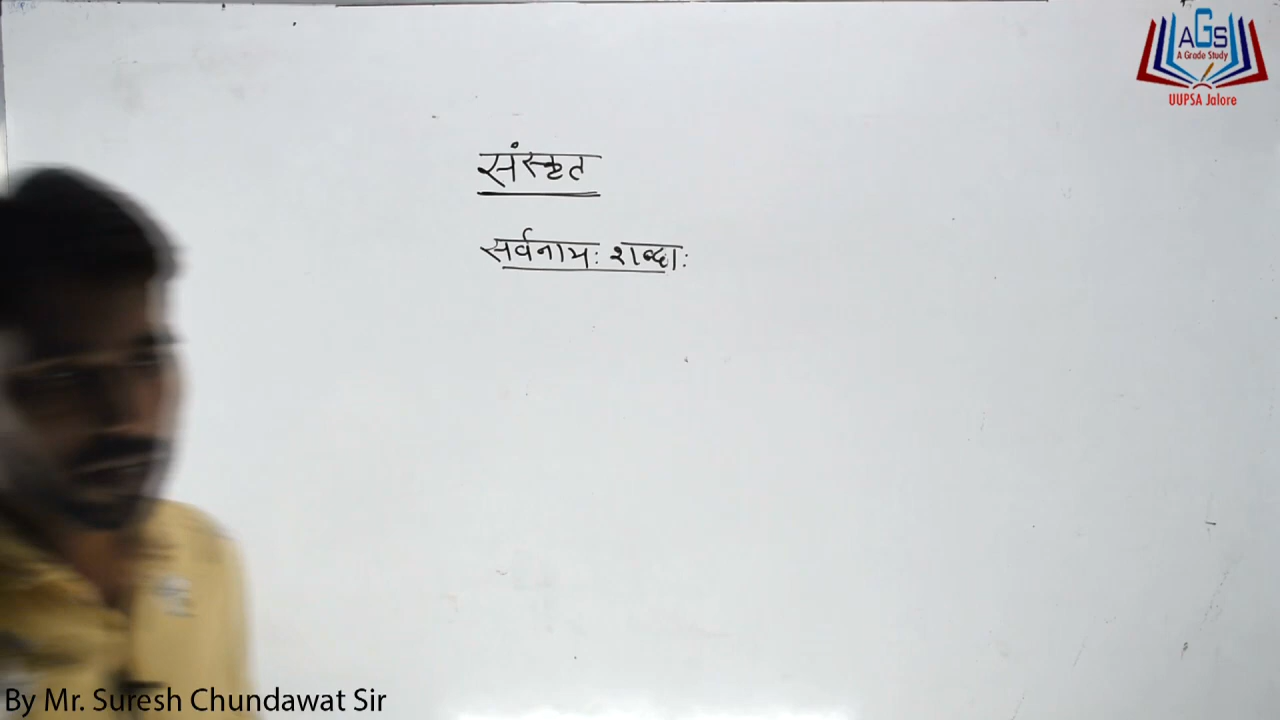 AGS
A Grade Study
UUPSA Jalore
संस्कृत
सर्वनामः शब्दाः
By Mr. Suresh Chundawat Sir